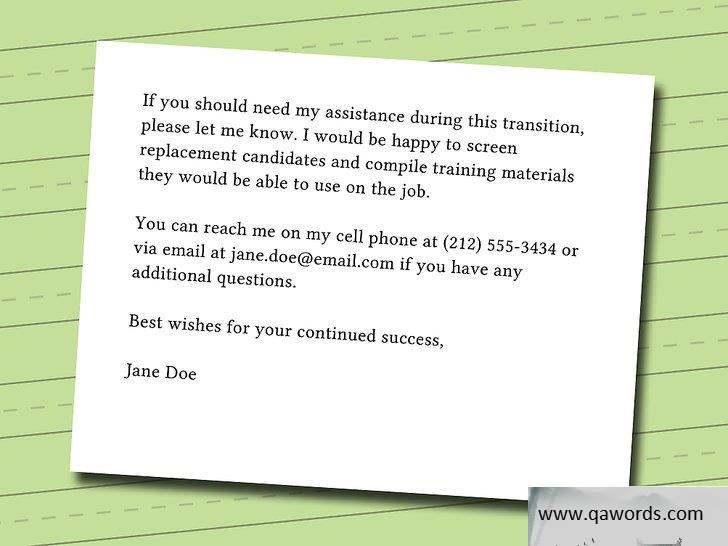 If you should need my assistance during this transition,
please let me know. I would be happy to screen
replacement candidates and compile training materials
they would be able to use on the job.
You can reach me on my cell phone at (212) 555-3434 or
via email at jane.doe@email.com if you have any
additional questions.
Best wishes for your continued success,
Jane Doe
www.qawords.com